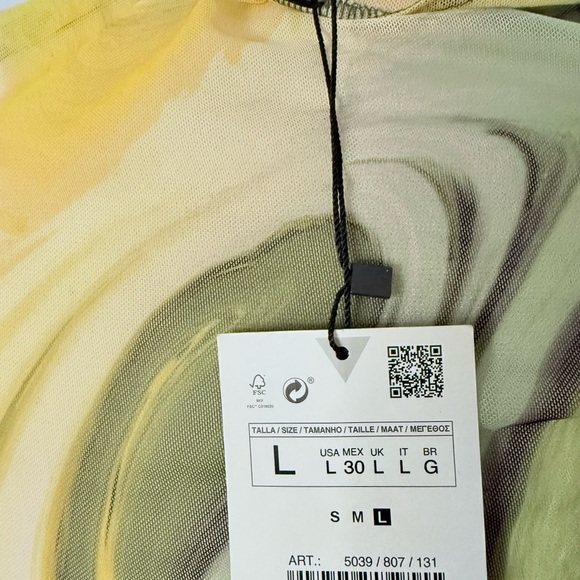 FSC
®
TALLA / SIZE / TAMANHO / TAILLE / MAAT / ΜΕΓΕΘΟΣ
L
USA MEX UK IT BR
L 30 L L G
S M L
ART.: 5039 / 807 / 131